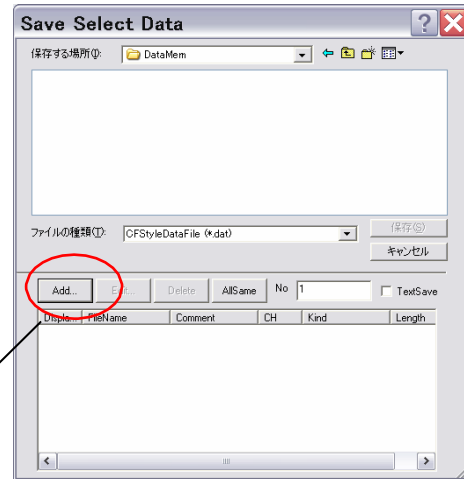 Save Select Data
保存する場所(I): DataMem
ファイルの種類(T): CFStyleDataFile (*.dat) 保存(S)
キャンセル
Add... Edit... Delete AllSame No 1 TextSave
Displa... FileName Comment CH Kind Length